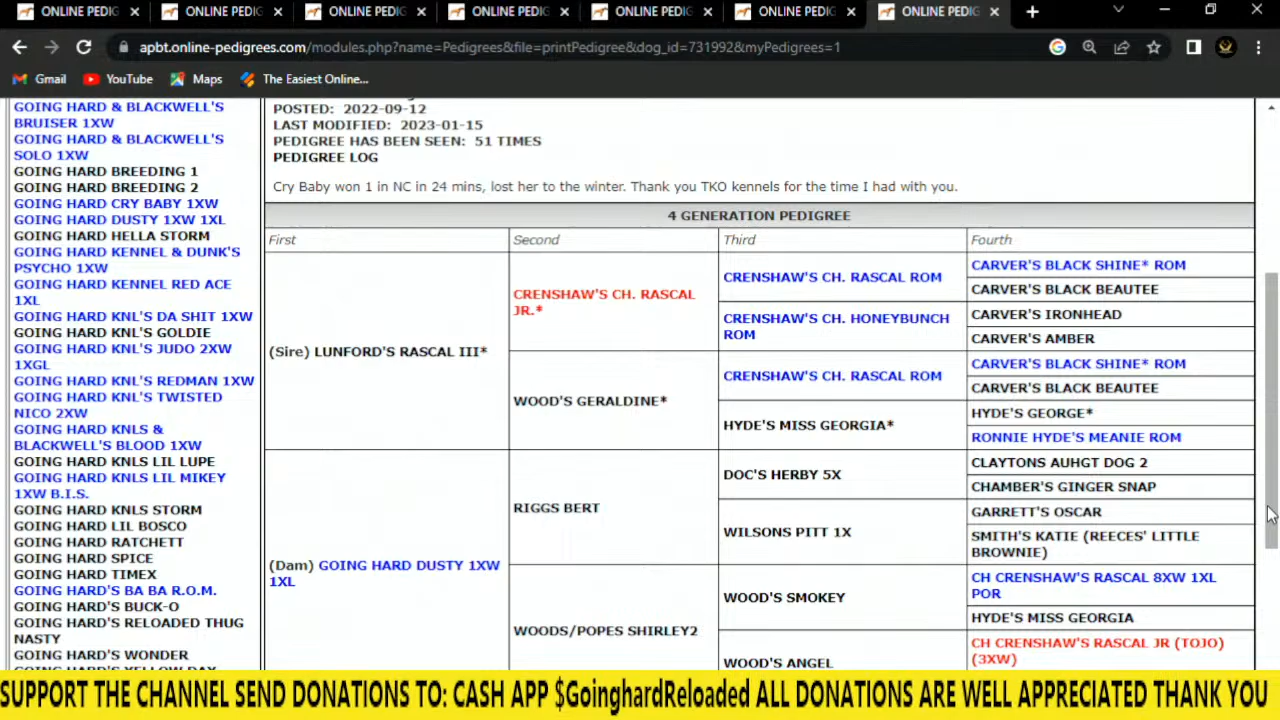 ONLINE PEDIG
ONLINE PEDIG
ONLINE PEDIG
ONLINE PEDIG
ONLINE PEDIG
ONLINE PEDIG
ONLINE PEDIG
apbt.online-pedigrees.com/modules.php?name=Pedigrees&file=printPedigree&dog_id=731992&myPedigrees=1
Gmail
YouTube
Maps
The Easiest Online...
GOING HARD & BLACKWELL'S
BRUISER 1XW
GOING HARD & BLACKWELL'S
SOLO 1XW
GOING HARD BREEDING 1
GOING HARD BREEDING 2
GOING HARD CRY BABY 1XW
GOING HARD DUSTY 1XW 1XL
GOING HARD HELLA STORM
GOING HARD KENNEL & DUNK'S
PSYCHO 1XW
GOING HARD KENNEL RED ACE
1XL
GOING HARD KNL'S DA SHIT 1XW
GOING HARD KNL'S GOLDIE
GOING HARD KNL'S JUDO 2XW
1XGL
GOING HARD KNL'S REDMAN 1XW
GOING HARD KNL'S TWISTED
NICO 2XW
GOING HARD KNLS &
BLACKWELL'S BLOOD 1XW
GOING HARD KNLS LIL LUPE
GOING HARD KNLS LIL MIKEY
1XW B.I.S.
GOING HARD KNLS STORM
GOING HARD LIL BOSCO
GOING HARD RATCHETT
GOING HARD SPICE
GOING HARD TIMEX
GOING HARD'S BA BA R.O.M.
GOING HARD'S BUCK-O
GOING HARD'S RELOADED THUG
NASTY
GOING HARD'S WONDER
POSTED: 2022-09-12
LAST MODIFIED: 2023-01-15
PEDIGREE HAS BEEN SEEN: 51 TIMES
PEDIGREE LOG
Cry Baby won 1 in NC in 24 mins, lost her to the winter. Thank you TKO kennels for the time I had with you.
4 GENERATION PEDIGREE
First
Second
Third
Fourth
(Sire) LUNFORD'S RASCAL III*
(Dam) GOING HARD DUSTY 1XW
1XL
CRENSHAW'S CH. RASCAL
JR.*
WOOD'S GERALDINE*
RIGGS BERT
WOODS/POPES SHIRLEY2
CRENSHAW'S CH. RASCAL ROM
CRENSHAW'S CH. HONEYBUNCH
ROM
CRENSHAW'S CH. RASCAL ROM
HYDE'S MISS GEORGIA*
DOC'S HERBY 5X
WILSONS PITT 1X
WOOD'S SMOKEY
WOOD'S ANGEL
CARVER'S BLACK SHINE* ROM
CARVER'S BLACK BEAUTEE
CARVER'S IRONHEAD
CARVER'S AMBER
CARVER'S BLACK SHINE* ROM
CARVER'S BLACK BEAUTEE
HYDE'S GEORGE*
RONNIE HYDE'S MEANIE ROM
CLAYTONS AUHGT DOG 2
CHAMBER'S GINGER SNAP
GARRETT'S OSCAR
SMITH'S KATIE (REECES' LITTLE
BROWNIE)
CH CRENSHAW'S RASCAL 8XW 1XL
POR
HYDE'S MISS GEORGIA
CH CRENSHAW'S RASCAL JR (TOJO)
(3XW)
SUPPORT THE CHANNEL SEND DONATIONS TO: CASH APP $GoinghardReloaded ALL DONATIONS ARE WELL APPRECIATED THANK YOU